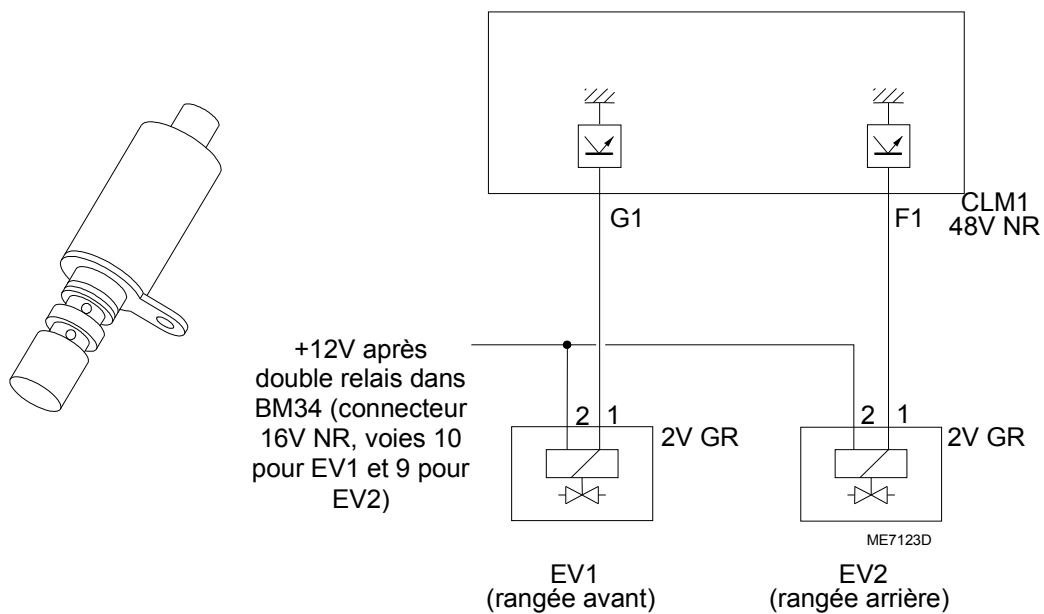 G1
F1
CLM1
48V NR
+12V après
double relais dans
BM34 (connecteur
16V NR, voies 10
pour EV1 et 9 pour
EV2)
2 1
2V GR
2 1
2V GR
ME7123D
EV1
(rangée avant)
EV2
(rangée arrière)